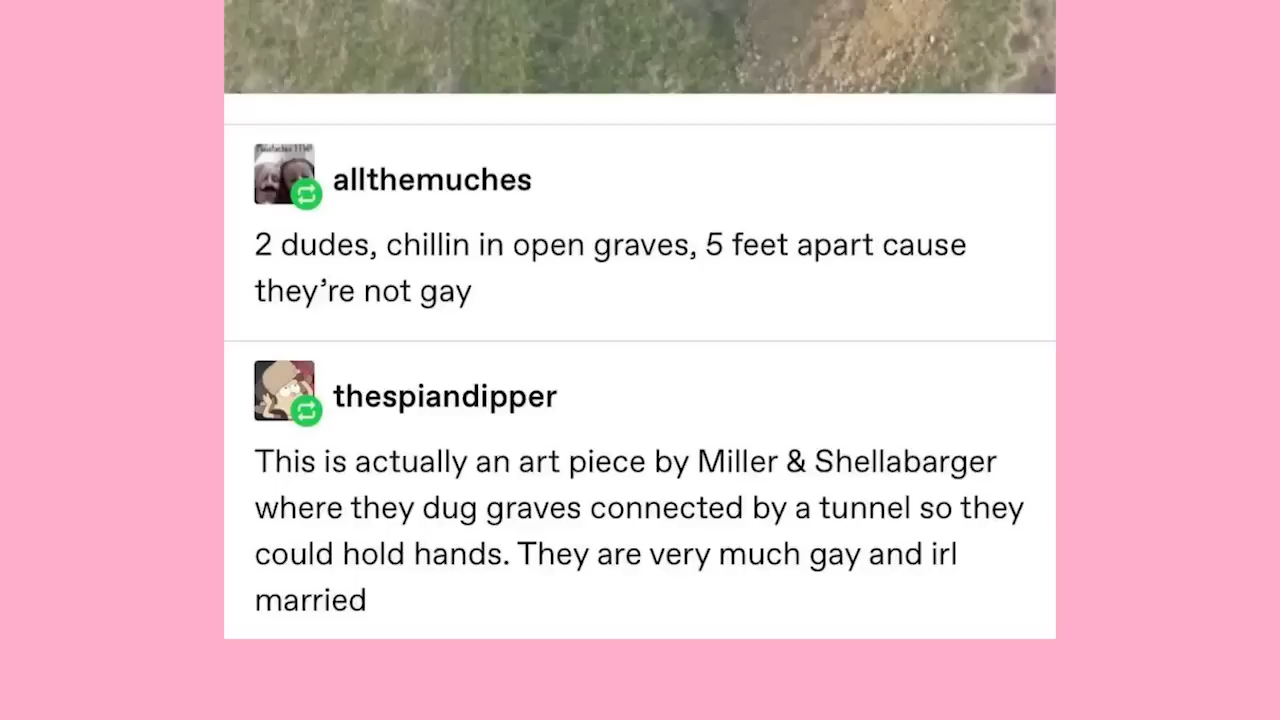 allthemuches
2 dudes, chillin in open graves, 5 feet apart cause
they’re not gay
thespiandipper
This is actually an art piece by Miller & Shellabarger
where they dug graves connected by a tunnel so they
could hold hands. They are very much gay and irl
married